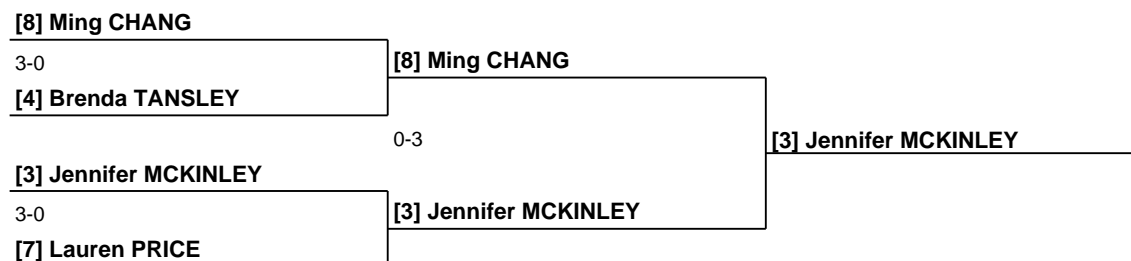 [8] Ming CHANG
3-0
[8] Ming CHANG
[4] Brenda TANSLEY
0-3
[3] Jennifer MCKINLEY
[3] Jennifer MCKINLEY
3-0
[3] Jennifer MCKINLEY
[7] Lauren PRICE